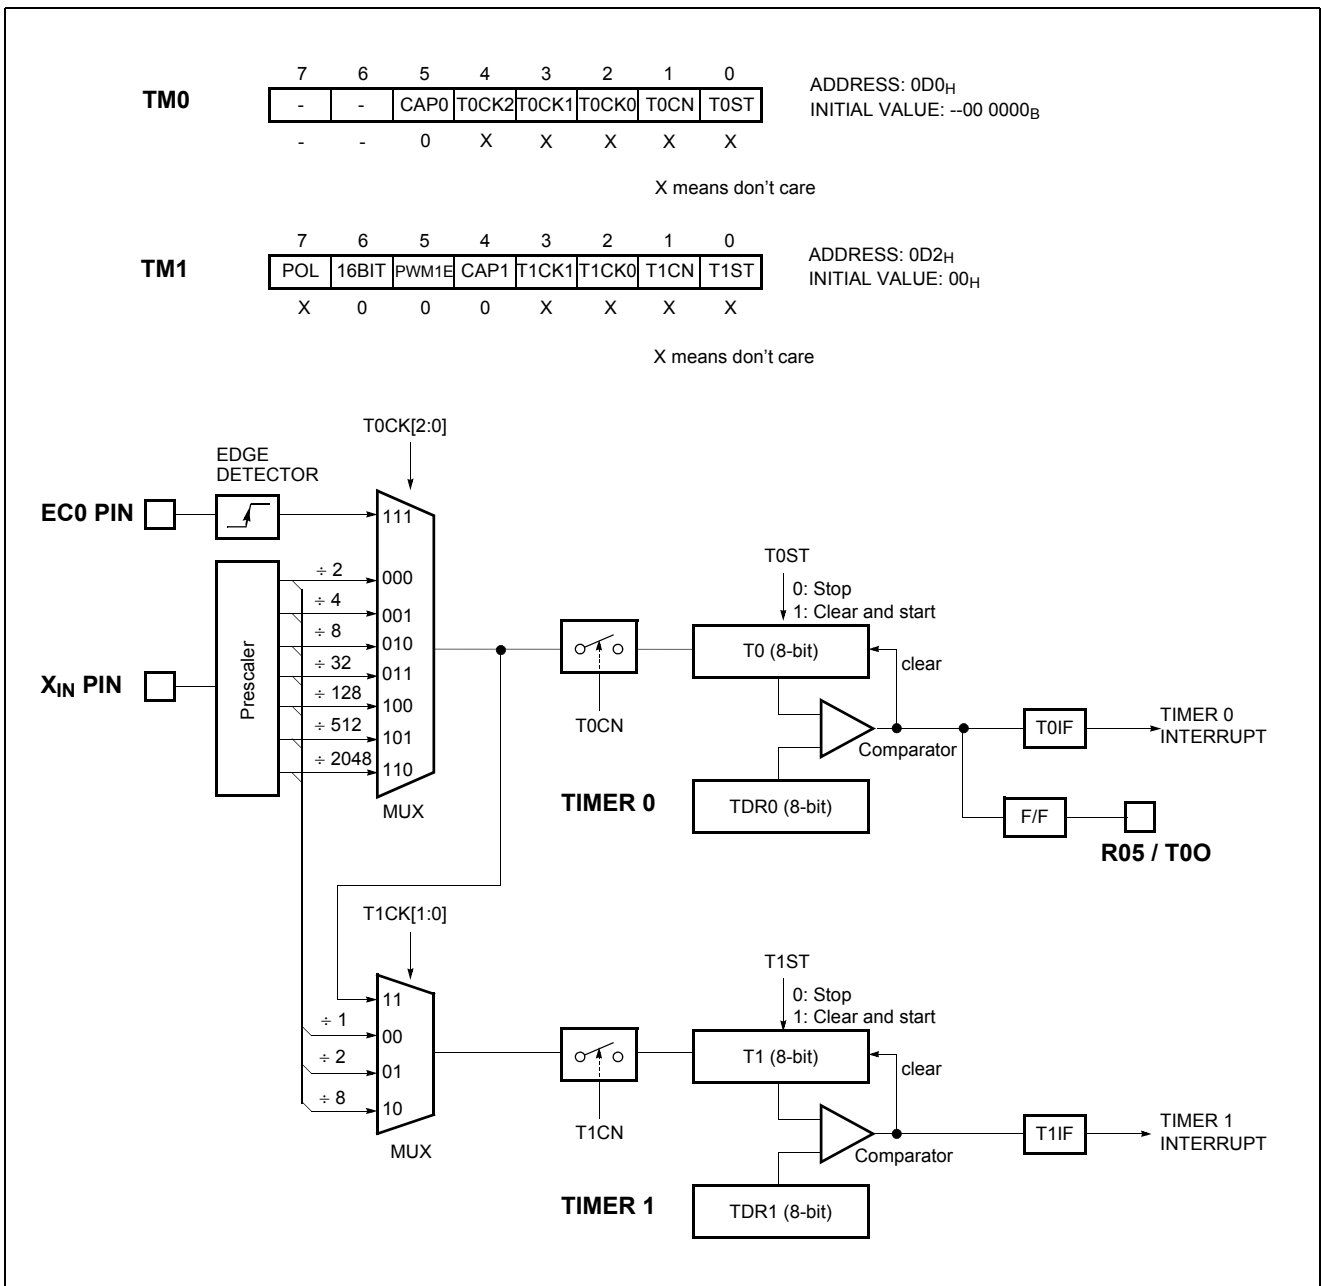 7 6 5 4 3 2 1 0
TM0
- - CAP0 T0CK2 T0CK1 T0CK0 T0CN T0ST
- - 0 X X X X X
ADDRESS: 0D0H
INITIAL VALUE: --00 0000B
X means don't care
7 6 5 4 3 2 1 0
TM1
POL 16BIT PWM1E CAP1 T1CK1 T1CK0 T1CN T1ST
X 0 0 0 X X X X
ADDRESS: 0D2H
INITIAL VALUE: 00H
X means don't care
T0CK[2:0]
EDGE
DETECTOR
EC0 PIN
111
÷ 2
000
÷ 4
001
÷ 8
010
÷ 32
011
÷ 128
100
÷ 512
101
÷ 2048
110
XIN PIN
Prescaler
MUX
T0CN
TIMER 0
T0ST
0: Stop
1: Clear and start
T0 (8-bit)
clear
Comparator
TDR0 (8-bit)
T0IF
TIMER 0
INTERRUPT
F/F
R05 / T0O
T1CK[1:0]
11
÷ 1
00
÷ 2
01
÷ 8
10
MUX
T1CN
TIMER 1
T1ST
0: Stop
1: Clear and start
T1 (8-bit)
clear
Comparator
TDR1 (8-bit)
T1IF
TIMER 1
INTERRUPT